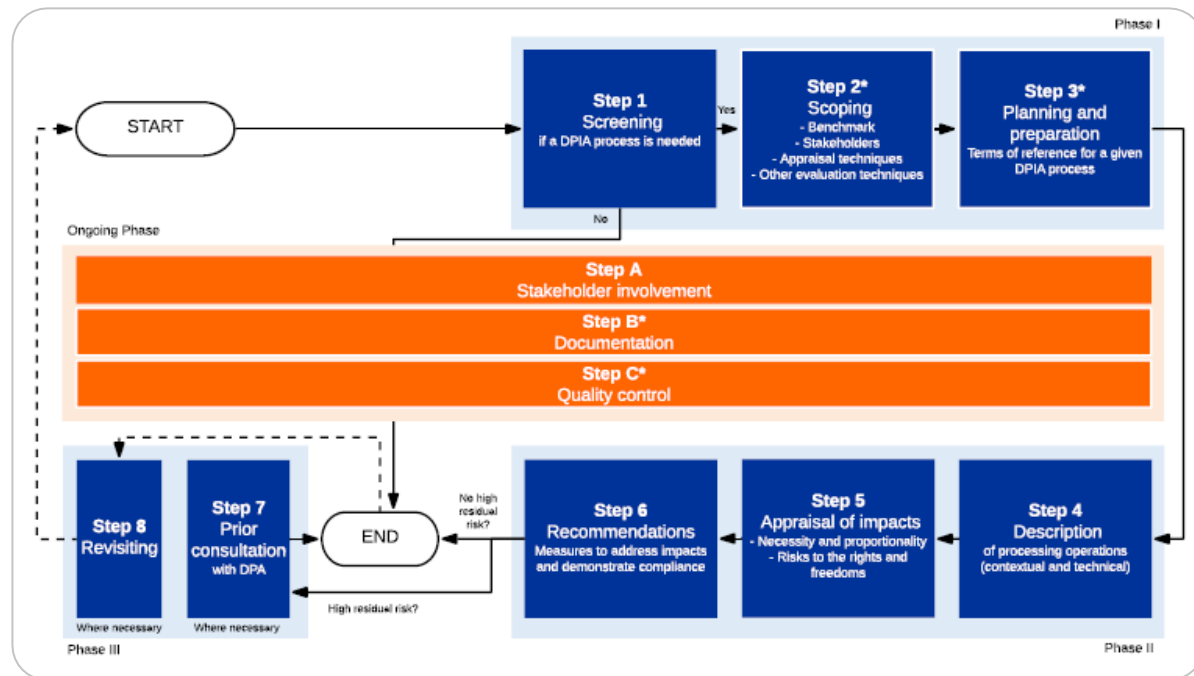 Phase I
START
Step 1
Screening
if a DPIA process is needed
Yes
Step 2*
Scoping
- Benchmark
- Stakeholders
- Appraisal techniques
- Other evaluation techniques
Step 3*
Planning and
preparation
Terms of reference for a given
DPIA process
No
Ongoing Phase
Step A
Stakeholder involvement
Step B*
Documentation
Step C*
Quality control
Step 8
Revisiting
Where necessary
Step 7
Prior
consultation
with DPA
Where necessary
END
No high
residual
risk?
High residual risk?
Step 6
Recommendations
Measures to address impacts
and demonstrate compliance
Step 5
Appraisal of impacts
- Necessity and proportionality
- Risks to the rights and
freedoms
Step 4
Description
of processing operations
(contextual and technical)
Phase III
Phase II